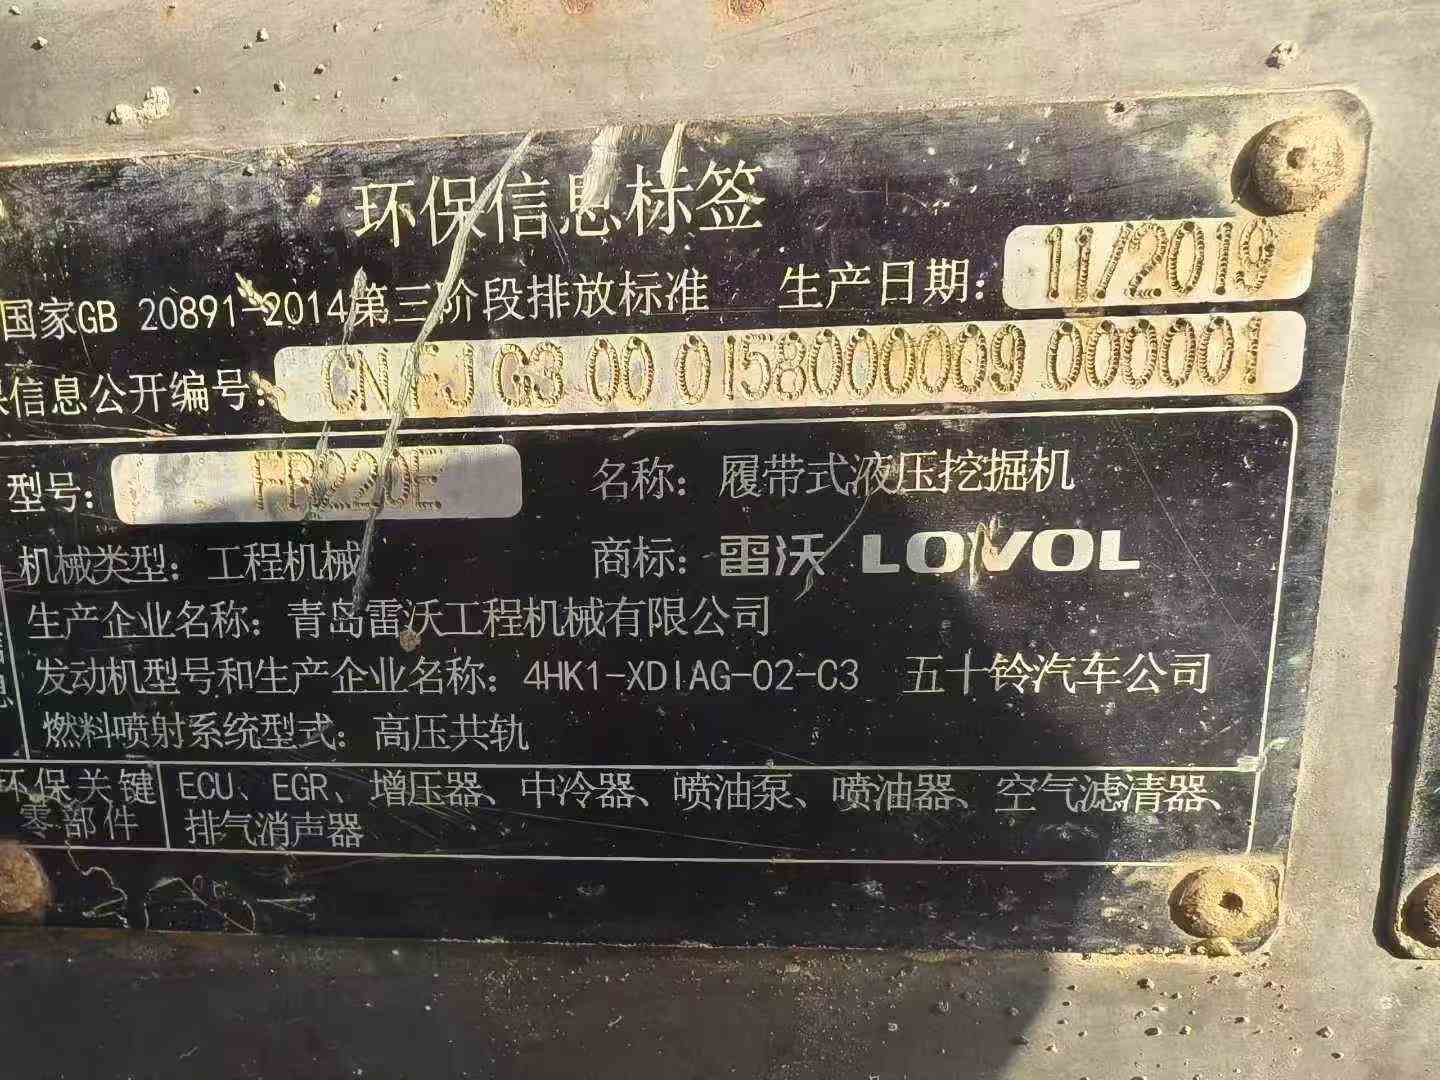 环保信息标签
国家GB 20891-2014第三阶段排放标准 生产日期: 11/2019
保信息公开编号: CN FJ G3 00 0158000009 000001
型号: FR220E 名称: 履带式液压挖掘机
机械类型: 工程机械 商标: 雷沃 LOVOL
生产企业名称: 青岛雷沃工程机械有限公司
发动机型号和生产企业名称: 4HK1-XDIAG-02-C3 五十铃汽车公司
燃料喷射系统型式: 高压共轨
环保关键零部件 ECU、EGR、增压器、中冷器、喷油泵、喷油器、空气滤清器、
排气消声器